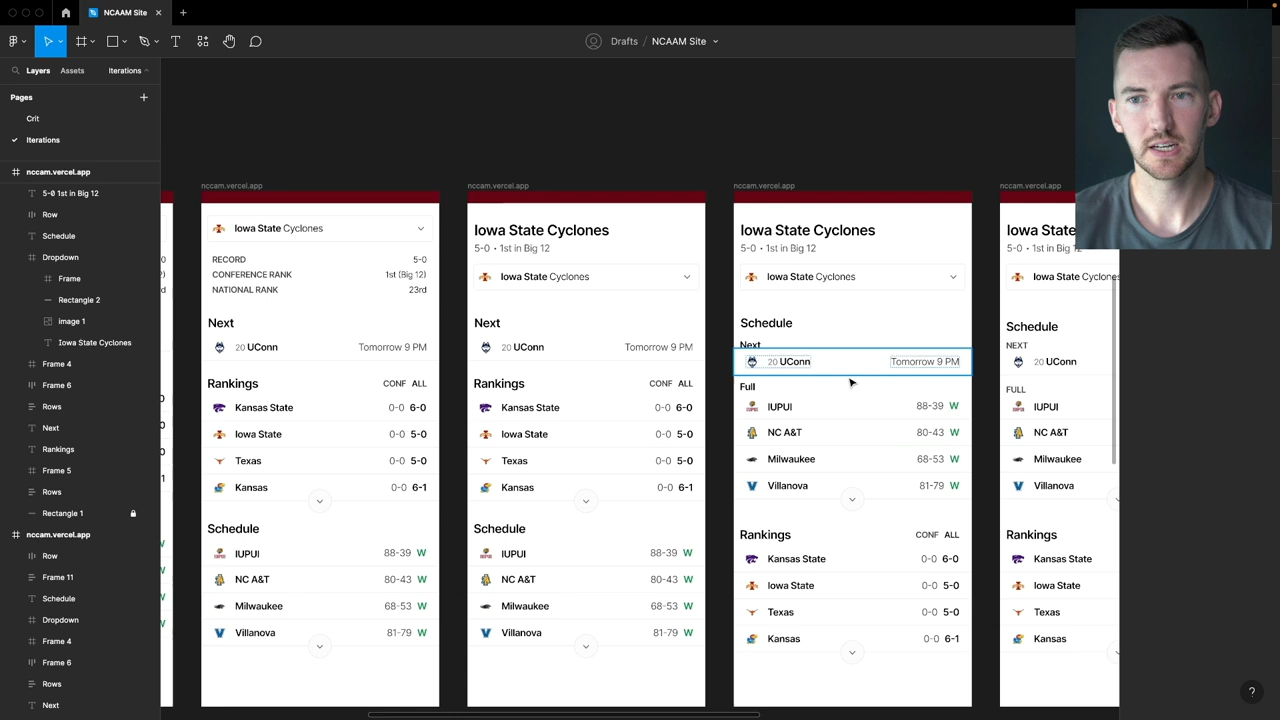 NCAAM Site
Drafts / NCAAM Site
Layers Assets Iterations
Pages
Crit
Iterations
nccam.vercel.app
5-0 1st in Big 12
Row
Schedule
Dropdown
Frame
Rectangle 2
image 1
Iowa State Cyclones
Frame 4
Frame 6
Rows
Next
Rankings
Frame 5
Rows
Rectangle 1
nccam.vercel.app
Row
Frame 11
Schedule
Dropdown
Frame 4
Frame 6
Rows
Next
nccam.vercel.app
Iowa State Cyclones
RECORD 5-0
CONFERENCE RANK 1st (Big 12)
NATIONAL RANK 23rd
Next
20 UConn Tomorrow 9 PM
Rankings CONF ALL
Kansas State 0-0 6-0
Iowa State 0-0 5-0
Texas 0-0 5-0
Kansas 0-0 6-1
Schedule
IUPUI 88-39 W
NC A&T 80-43 W
Milwaukee 68-53 W
Villanova 81-79 W
nccam.vercel.app
Iowa State Cyclones
5-0 • 1st in Big 12
Iowa State Cyclones
Next
20 UConn Tomorrow 9 PM
Rankings CONF ALL
Kansas State 0-0 6-0
Iowa State 0-0 5-0
Texas 0-0 5-0
Kansas 0-0 6-1
Schedule
IUPUI 88-39 W
NC A&T 80-43 W
Milwaukee 68-53 W
Villanova 81-79 W
nccam.vercel.app
Iowa State Cyclones
5-0 • 1st in Big 12
Iowa State Cyclones
Schedule
Next
20 UConn Tomorrow 9 PM
Full
IUPUI 88-39 W
NC A&T 80-43 W
Milwaukee 68-53 W
Villanova 81-79 W
Rankings CONF ALL
Kansas State 0-0 6-0
Iowa State 0-0 5-0
Texas 0-0 5-0
Kansas 0-0 6-1
nccam.vercel.app
Iowa State Cy
5-0 • 1st in Big 12
Iowa State Cyclones
Schedule
NEXT
20 UConn
FULL
IUPUI
NC A&T
Milwaukee
Villanova
Rankings
Kansas State
Iowa State
Texas
Kansas
?